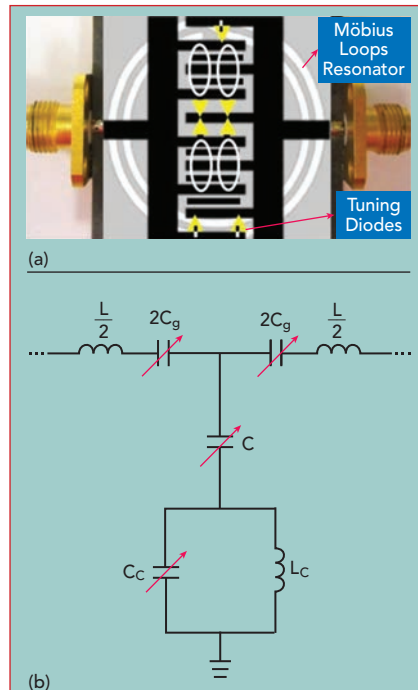 Möbius
Loops
Resonator
Tuning
Diodes
(a)
L
2
2Cg
2Cg
L
2
C
CC
LC
(b)